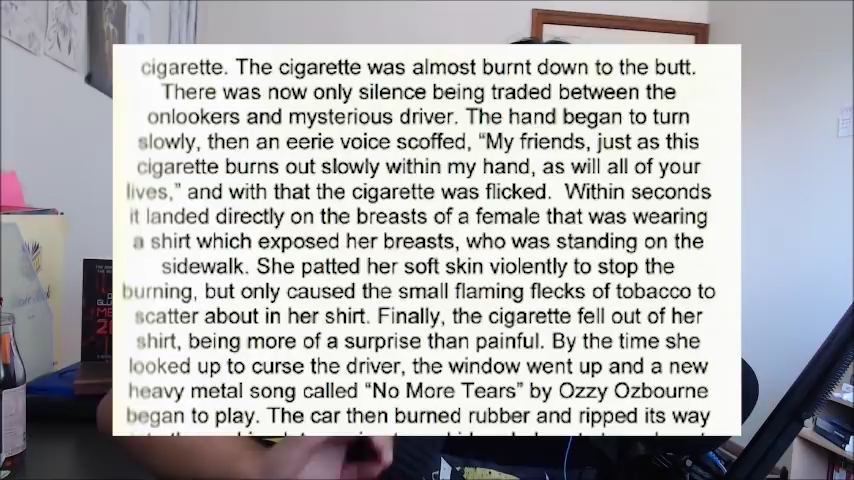 cigarette. The cigarette was almost burnt down to the butt.
There was now only silence being traded between the
onlookers and mysterious driver. The hand began to turn
slowly, then an eerie voice scoffed, “My friends, just as this
cigarette burns out slowly within my hand, as will all of your
lives,” and with that the cigarette was flicked.  Within seconds
it landed directly on the breasts of a female that was wearing
a shirt which exposed her breasts, who was standing on the
sidewalk. She patted her soft skin violently to stop the
burning, but only caused the small flaming flecks of tobacco to
scatter about in her shirt. Finally, the cigarette fell out of her
shirt, being more of a surprise than painful. By the time she
looked up to curse the driver, the window went up and a new
heavy metal song called “No More Tears” by Ozzy Ozbourne
began to play. The car then burned rubber and ripped its way